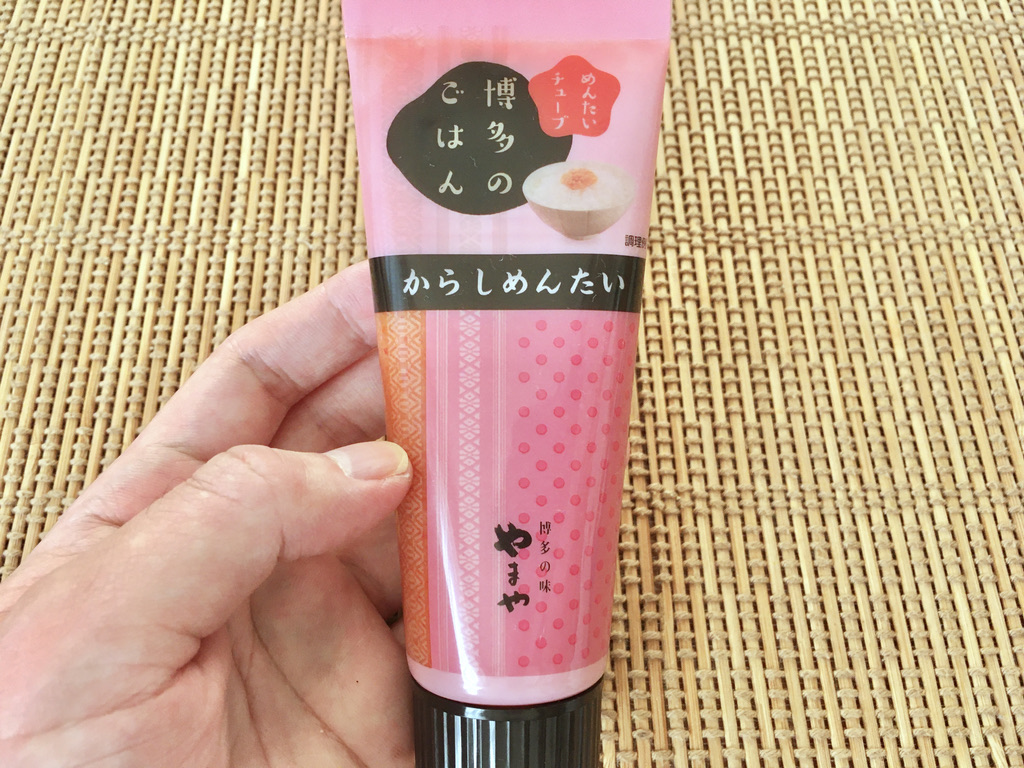 博多の
ごはん
めんたい
チューブ
調理例
からしめんたい
博多の味
やまや